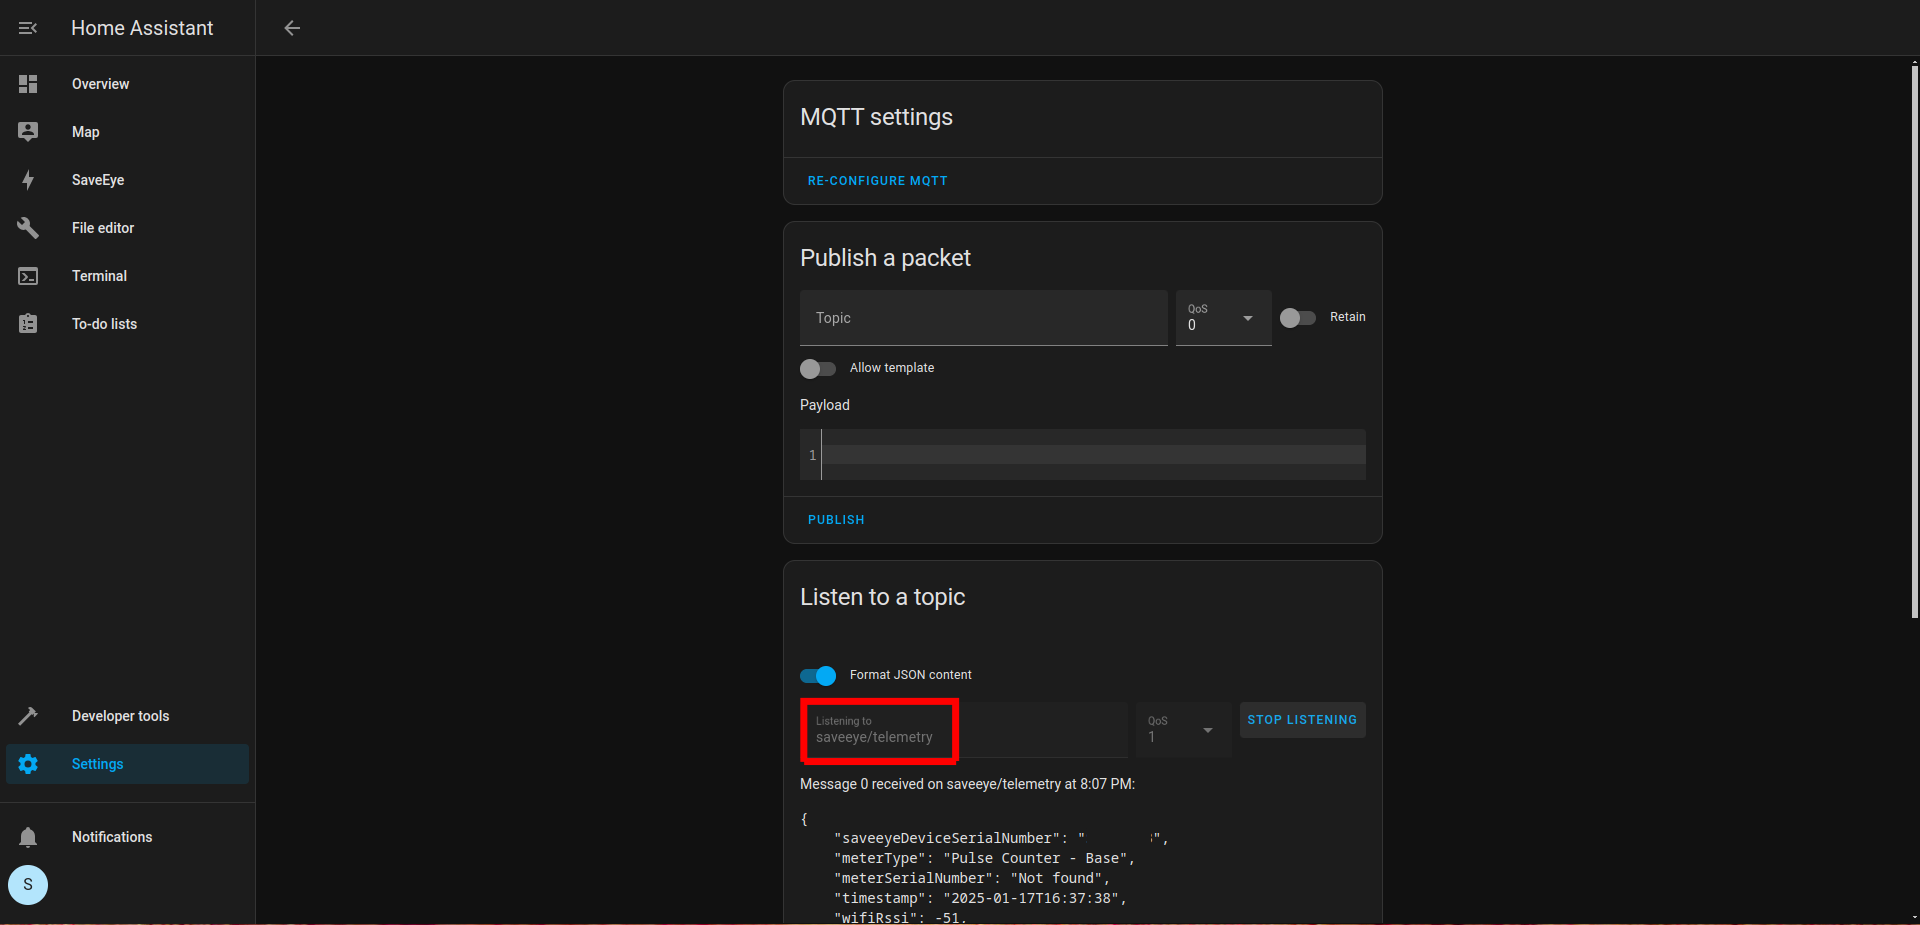 Home Assistant
Overview
Map
SaveEye
File editor
Terminal
To-do lists
Developer tools
Settings
Notifications
S
MQTT settings
RE-CONFIGURE MQTT
Publish a packet
Topic
QoS
0
Retain
Allow template
Payload
1
PUBLISH
Listen to a topic
Format JSON content
Listening to
saveeye/telemetry
QoS
1
STOP LISTENING
Message 0 received on saveeye/telemetry at 8:07 PM:
{
"saveeyeDeviceSerialNumber": " ",
"meterType": "Pulse Counter - Base",
"meterSerialNumber": "Not found",
"timestamp": "2025-01-17T16:37:38",
"wifiRssi": -51,